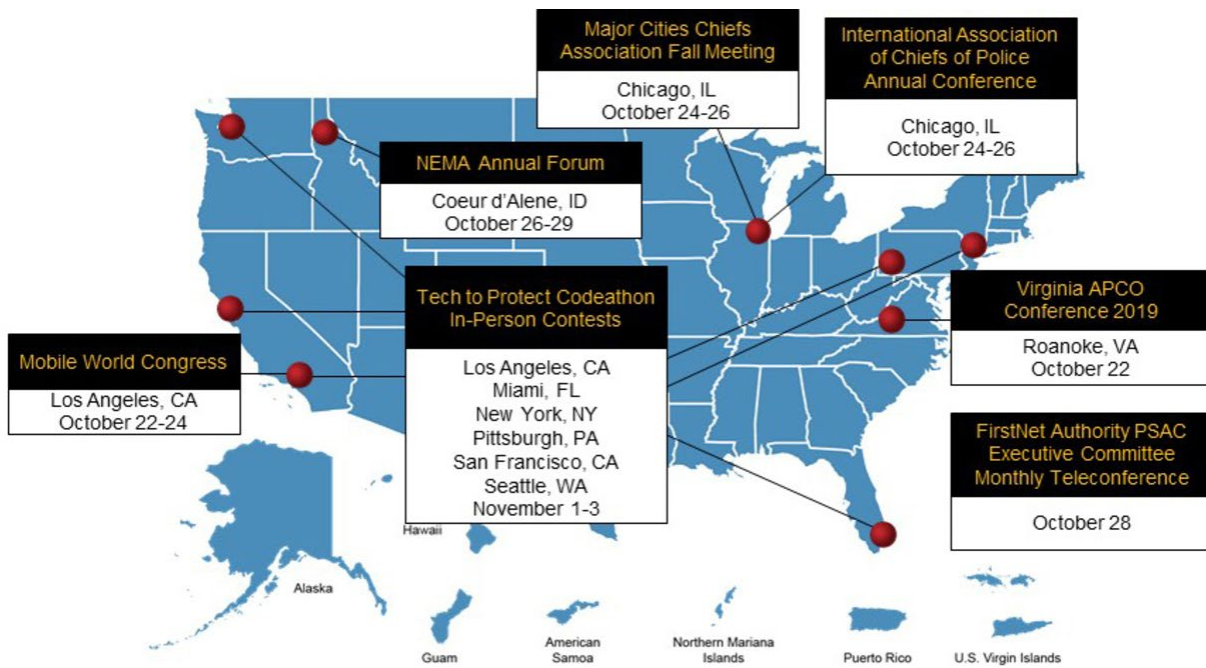 Major Cities Chiefs
Association Fall Meeting
Chicago, IL
October 24-26
International Association
of Chiefs of Police
Annual Conference
Chicago, IL
October 24-26
NEMA Annual Forum
Coeur d’Alene, ID
October 26-29
Tech to Protect Codeathon
In-Person Contests
Los Angeles, CA
Miami, FL
New York, NY
Pittsburgh, PA
San Francisco, CA
Seattle, WA
November 1-3
Virginia APCO
Conference 2019
Roanoke, VA
October 22
Mobile World Congress
Los Angeles, CA
October 22-24
FirstNet Authority PSAC
Executive Committee
Monthly Teleconference
October 28
Hawaii
Alaska
Guam
American
Samoa
Northern Mariana
Islands
Puerto Rico
U.S. Virgin Islands